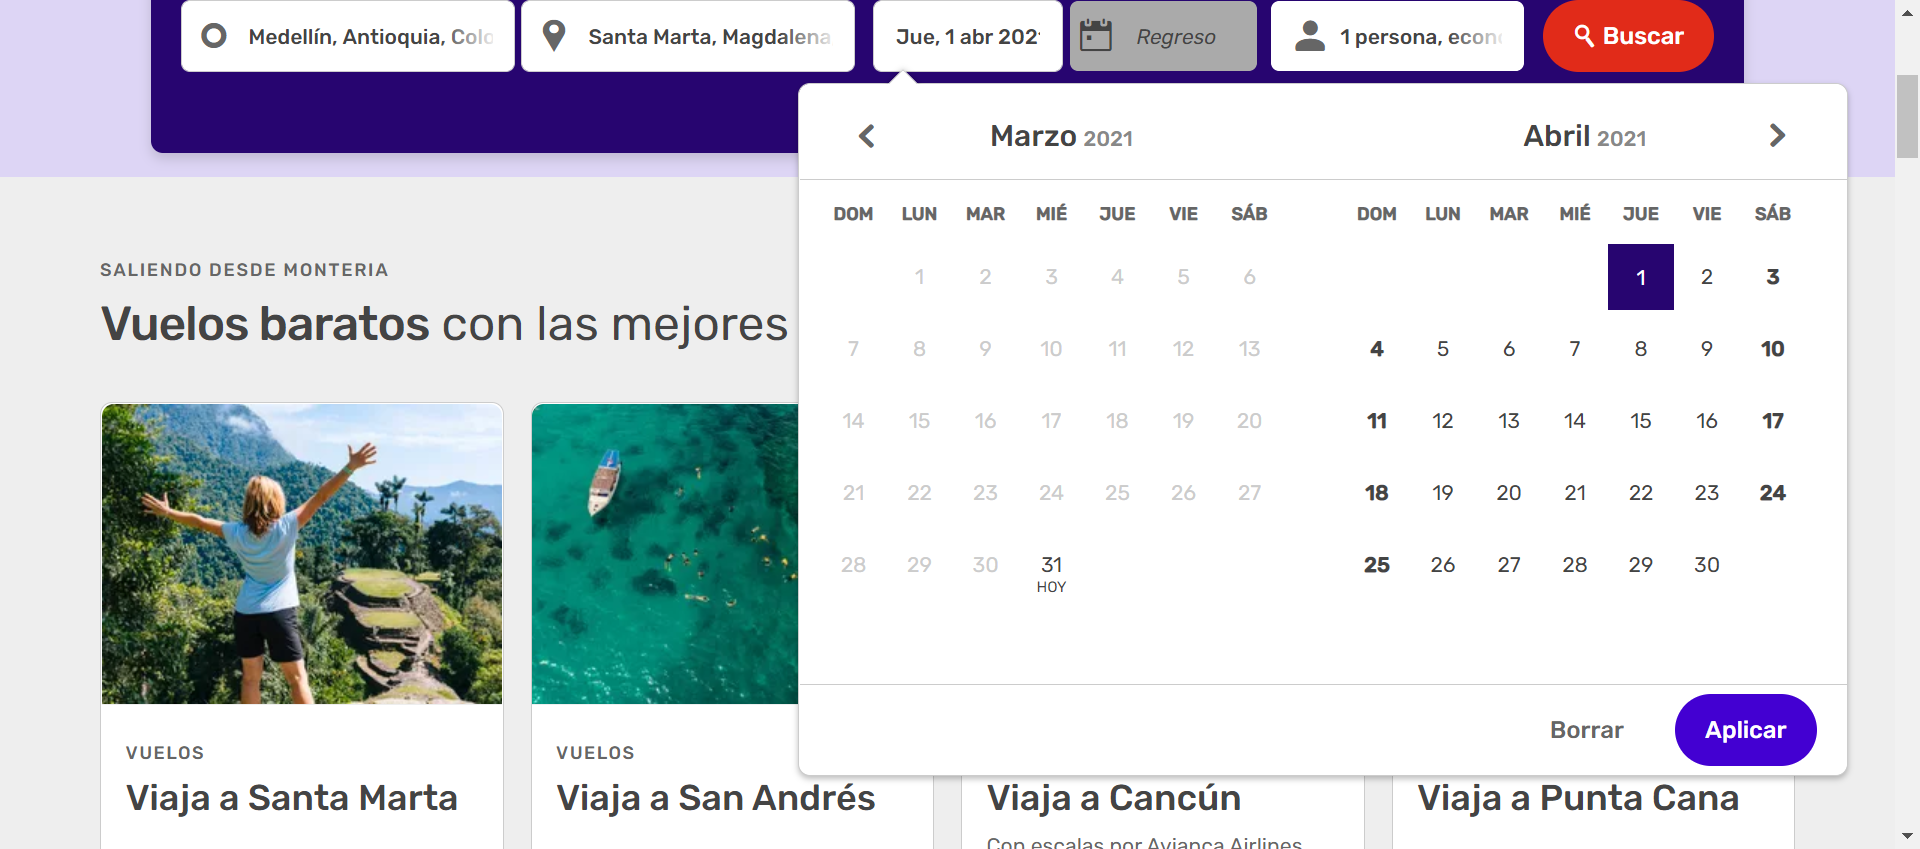 Medellín, Antioquia, Colo
Santa Marta, Magdalena
Jue, 1 abr 202
Regreso
1 persona, econ
Buscar
Marzo 2021
Abril 2021
DOM LUN MAR MIÉ JUE VIE SÁB
DOM LUN MAR MIÉ JUE VIE SÁB
1 2 3 4 5 6
1 2 3
7 8 9 10 11 12 13
4 5 6 7 8 9 10
14 15 16 17 18 19 20
11 12 13 14 15 16 17
21 22 23 24 25 26 27
18 19 20 21 22 23 24
28 29 30 31
HOY
25 26 27 28 29 30
Borrar
Aplicar
SALIENDO DESDE MONTERIA
Vuelos baratos con las mejores
VUELOS
Viaja a Santa Marta
VUELOS
Viaja a San Andrés
Viaja a Cancún
Con escalas por Avianca Airlines
Viaja a Punta Cana